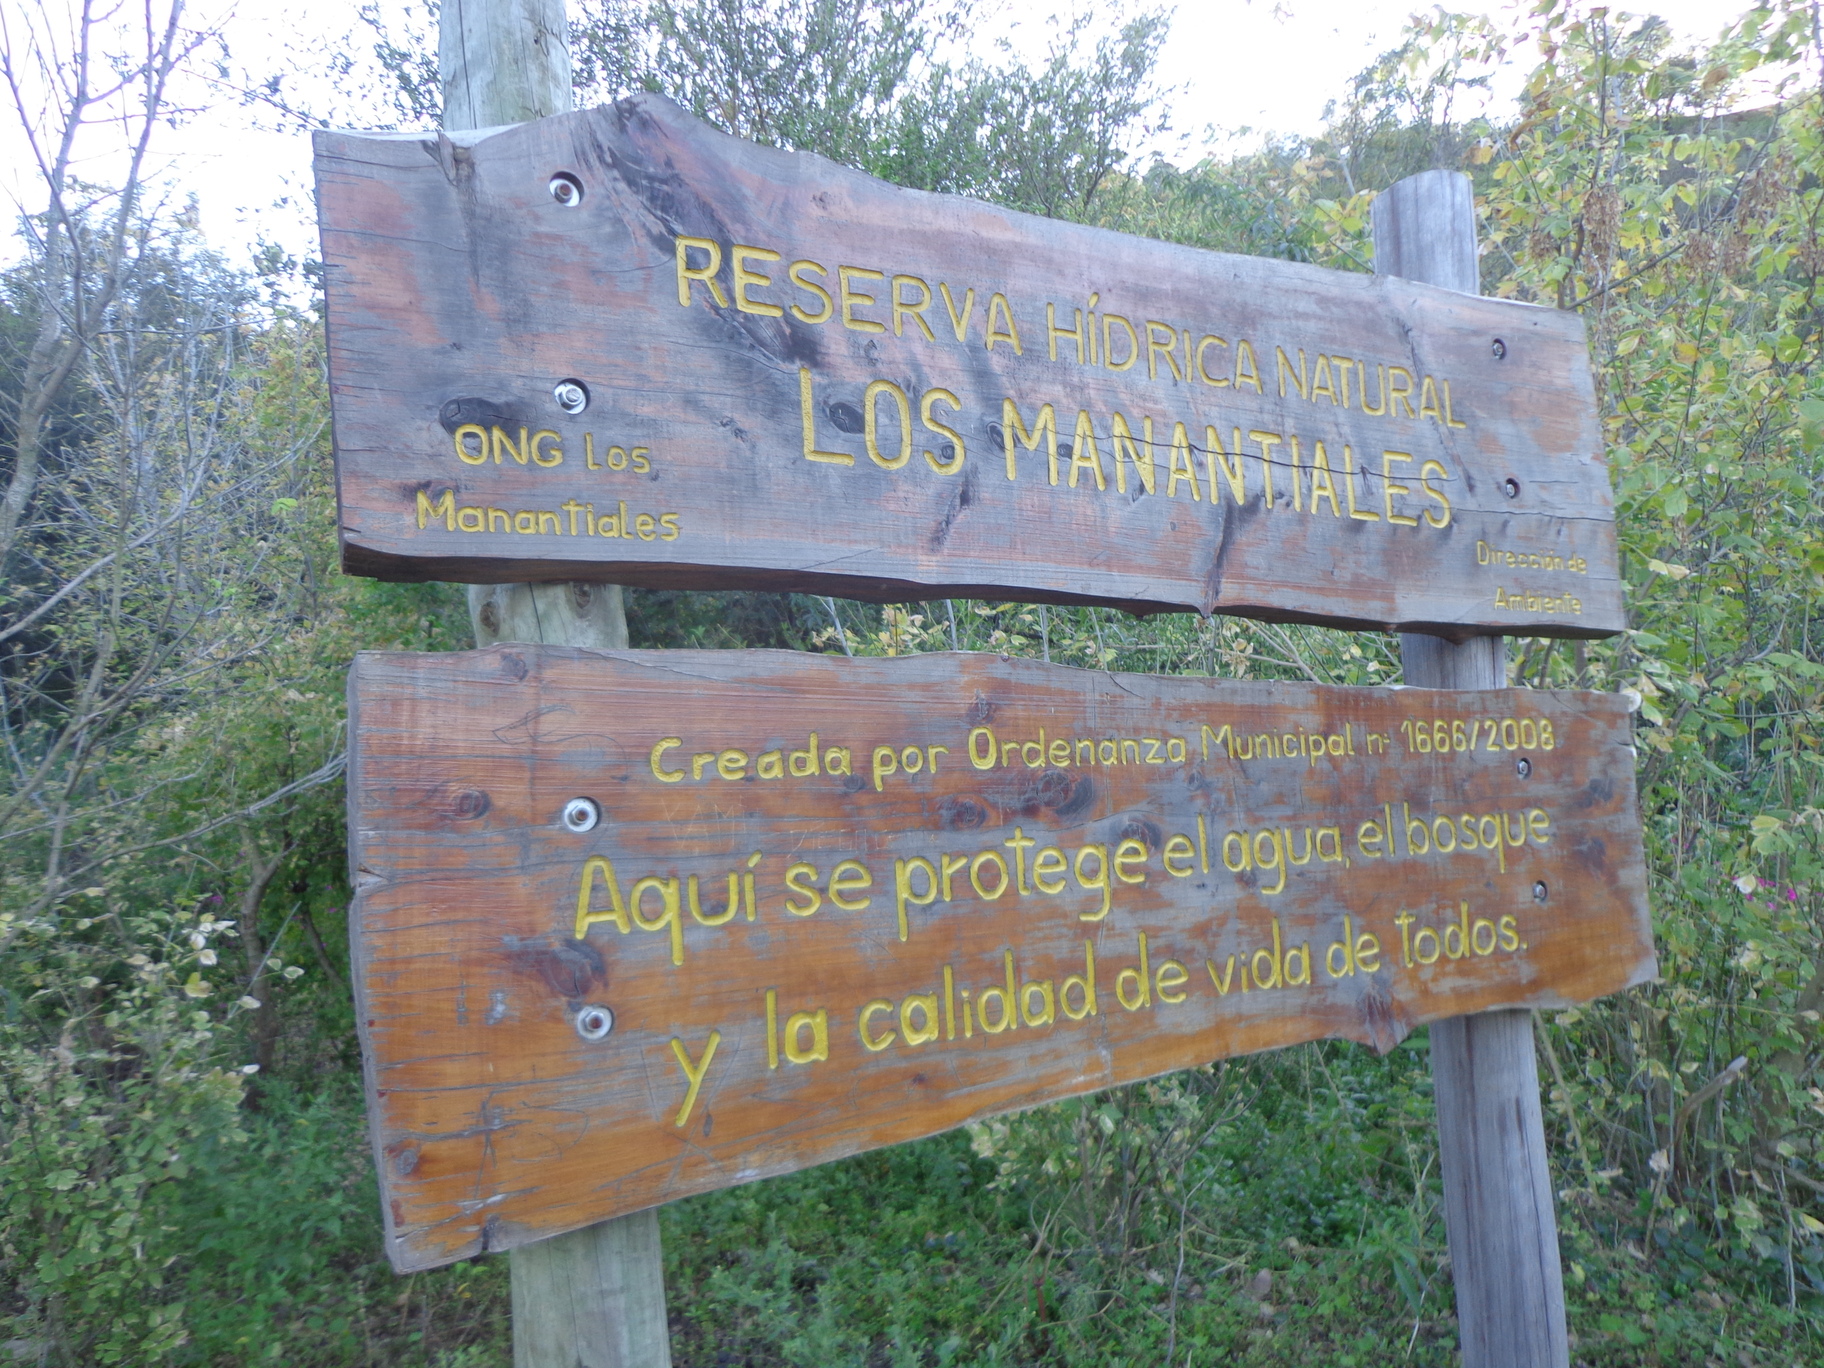 RESERVA HÍDRICA NATURAL
LOS MANANTIALES
ONG Los
Manantiales
Dirección de
Ambiente
Creada por Ordenanza Municipal nº 1666/2008
Aquí se protege el agua, el bosque
y la calidad de vida de todos.